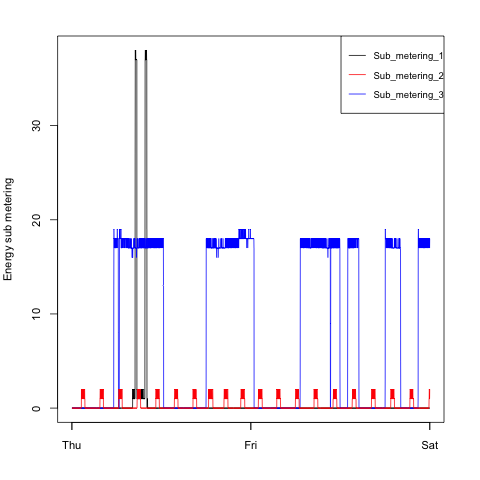 Sub_metering_1
Sub_metering_2
Sub_metering_3
Energy sub metering
30
20
10
0
Thu Fri Sat